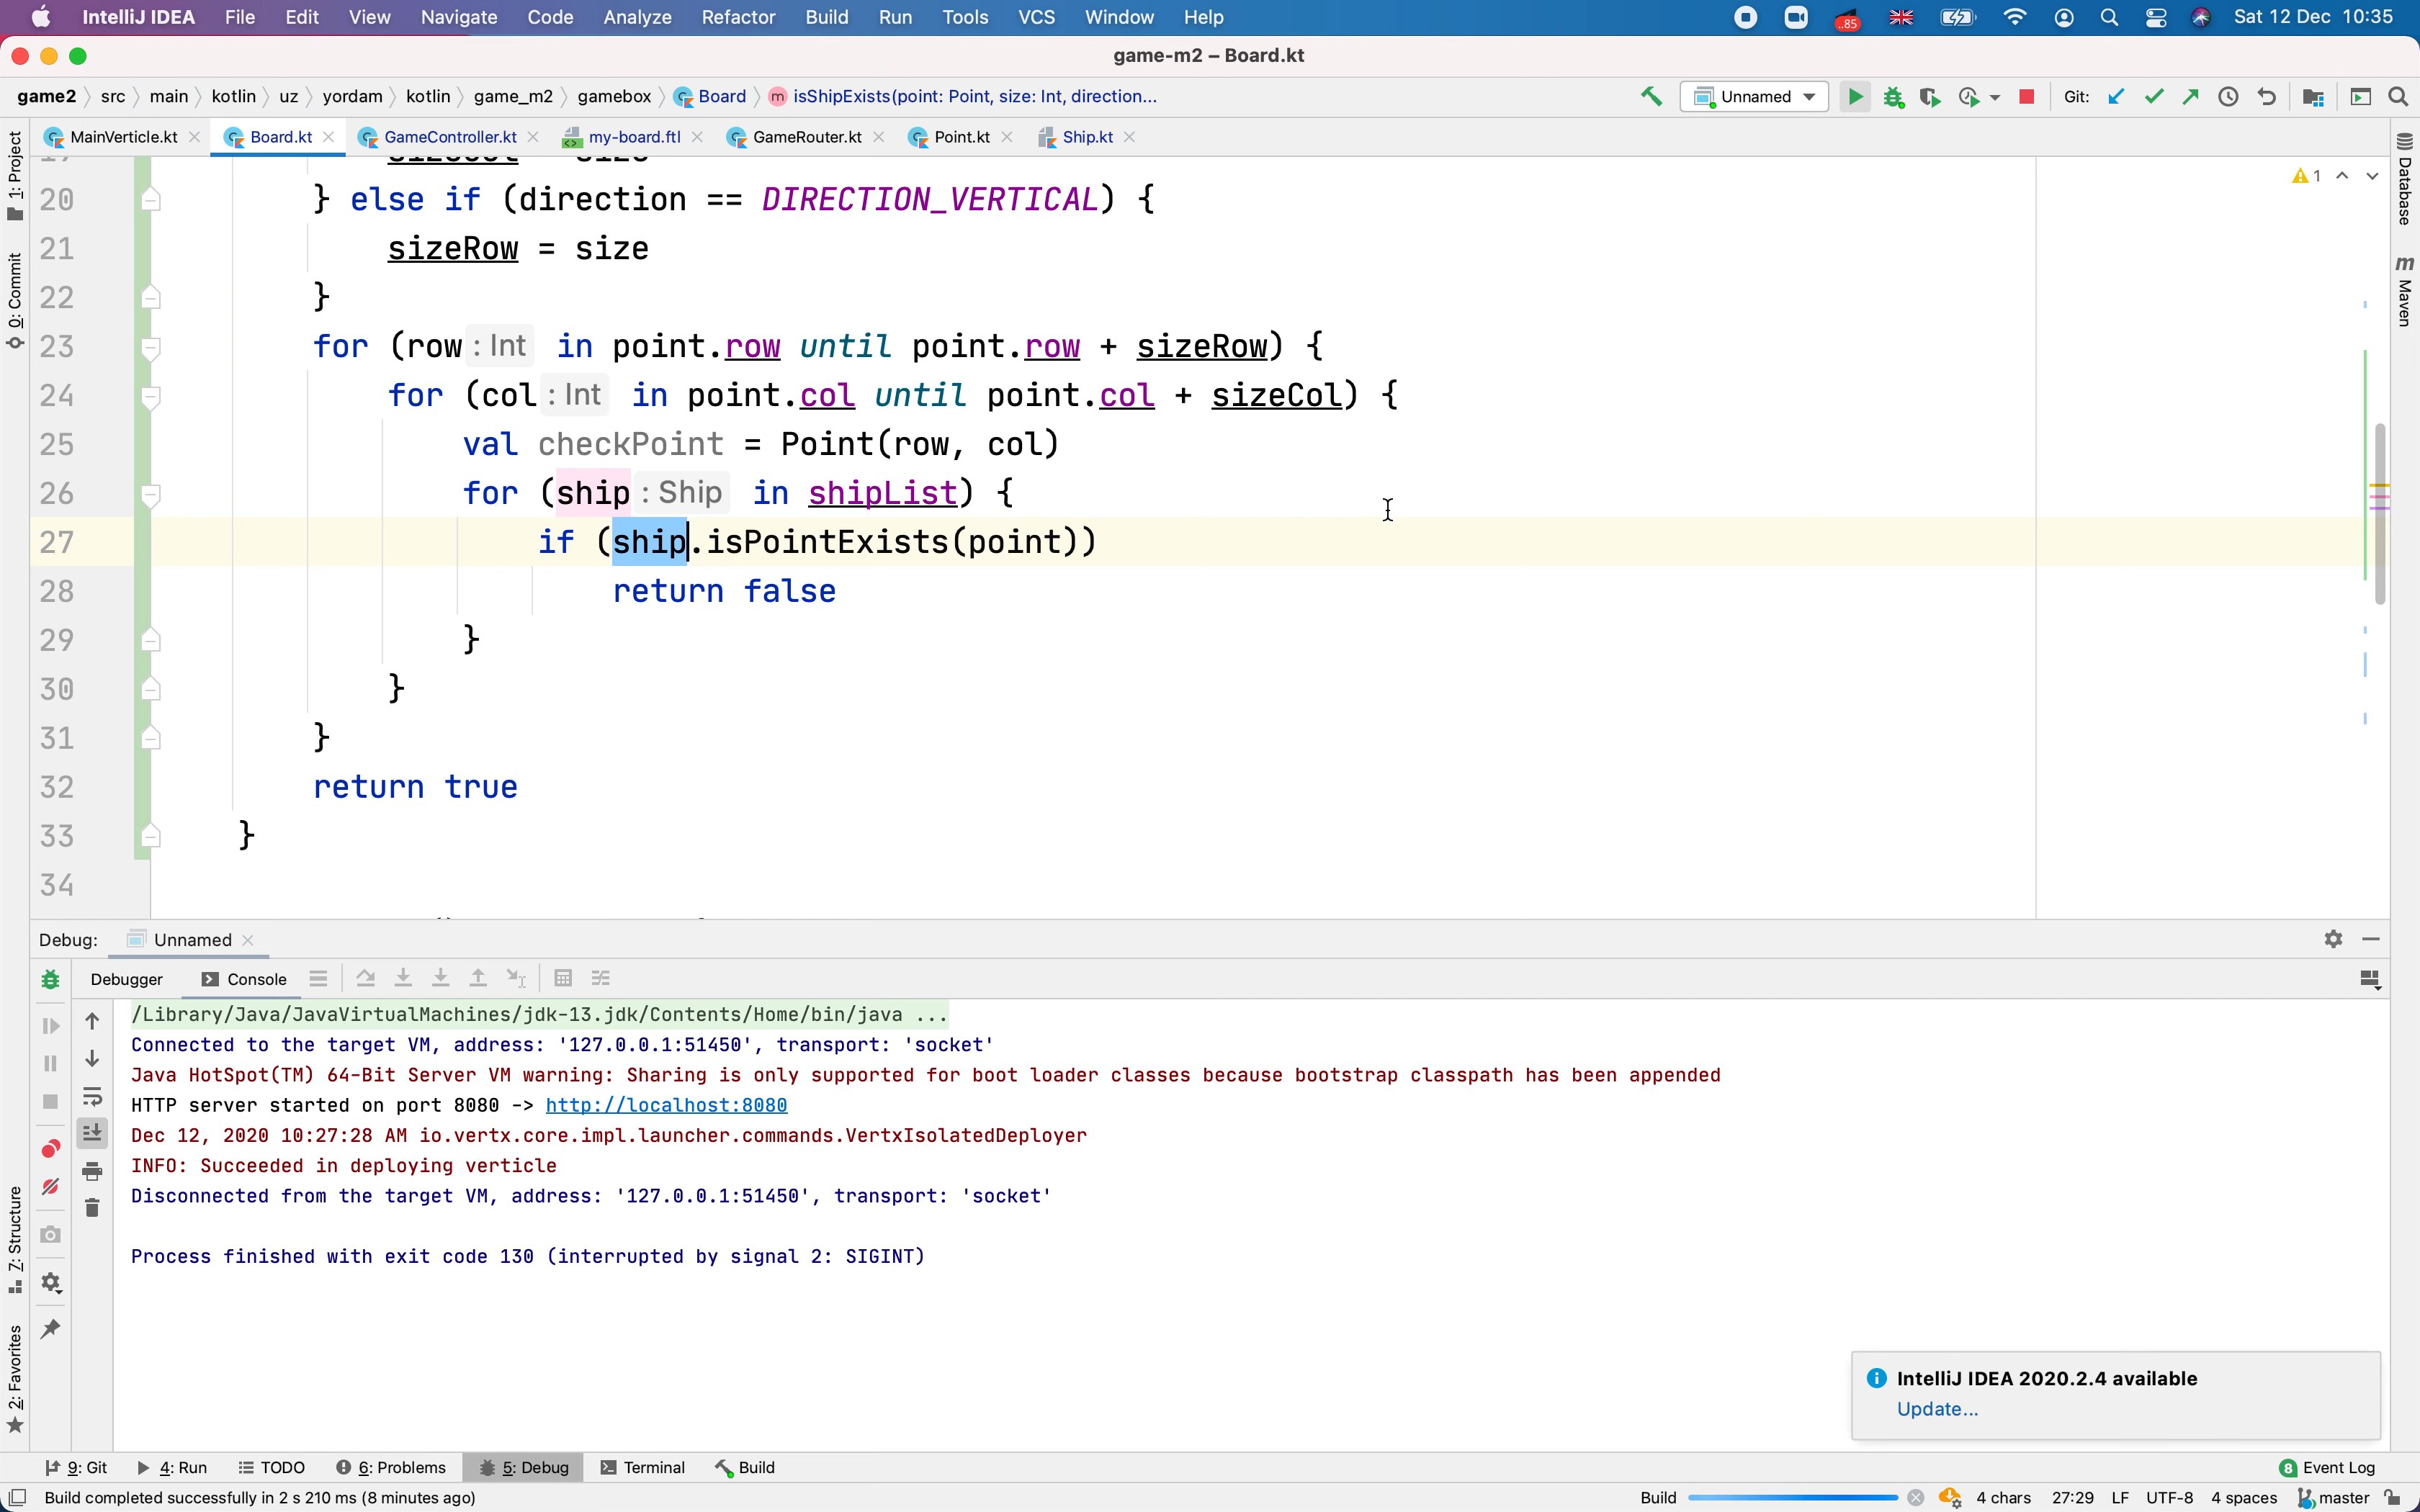 IntelliJ IDEA File Edit View Navigate Code Analyze Refactor Build Run Tools VCS Window Help ..85 Sat 12 Dec 10:35
game-m2 – Board.kt
game2 src main kotlin uz yordam kotlin game_m2 gamebox Board m isShipExists(point: Point, size: Int, direction... Unnamed Git:
MainVerticle.kt Board.kt GameController.kt my-board.ftl GameRouter.kt Point.kt Ship.kt
1: Project
0: Commit
7: Structure
2: Favorites
Database
m Maven
1
20 } else if (direction == DIRECTION_VERTICAL) {
21 sizeRow = size
22 }
23 for (row : Int in point.row until point.row + sizeRow) {
24 for (col : Int in point.col until point.col + sizeCol) {
25 val checkPoint = Point(row, col)
26 for (ship : Ship in shipList) {
27 if (ship.isPointExists(point))
28 return false
29 }
30 }
31 }
32 return true
33 }
34
Debug: Unnamed
Debugger Console
/Library/Java/JavaVirtualMachines/jdk-13.jdk/Contents/Home/bin/java ...
Connected to the target VM, address: '127.0.0.1:51450', transport: 'socket'
Java HotSpot(TM) 64-Bit Server VM warning: Sharing is only supported for boot loader classes because bootstrap classpath has been appended
HTTP server started on port 8080 -> http://localhost:8080
Dec 12, 2020 10:27:28 AM io.vertx.core.impl.launcher.commands.VertxIsolatedDeployer
INFO: Succeeded in deploying verticle
Disconnected from the target VM, address: '127.0.0.1:51450', transport: 'socket'
Process finished with exit code 130 (interrupted by signal 2: SIGINT)
IntelliJ IDEA 2020.2.4 available
Update...
9: Git 4: Run TODO 6: Problems 5: Debug Terminal Build 8 Event Log
Build completed successfully in 2 s 210 ms (8 minutes ago) Build 4 chars 27:29 LF UTF-8 4 spaces master